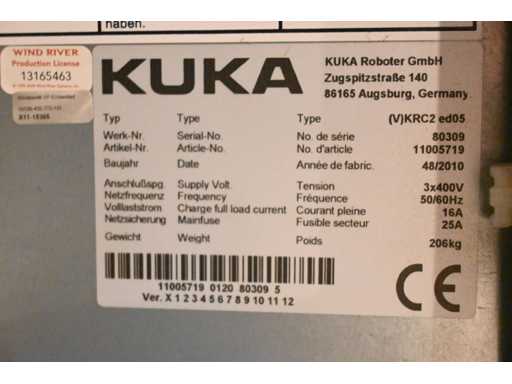 haben.
WIND RIVER
Production License
13165463
KUKA
KUKA Roboter GmbH
Zugspitzstraße 140
86165 Augsburg, Germany.
Typ Type Type (V)KRC2 ed05
Werk-Nr. Serial-No. No. de série 80309
Artikel-Nr. Article-No. No. d'article 11005719
Baujahr Date Année de fabric. 48/2010
Anschlußspg. Supply Volt. Tension 3x400V
Netzfrequenz Frequency Fréquence 50/60Hz
Volllaststrom Charge full load current Courant pleine 16A
Netzsicherung Mainfuse Fusible secteur 25A
Gewicht Weight Poids 206kg
11005719 0120 80309 5
Ver. X 1 2 3 4 5 6 7 8 9 10 11 12
CE